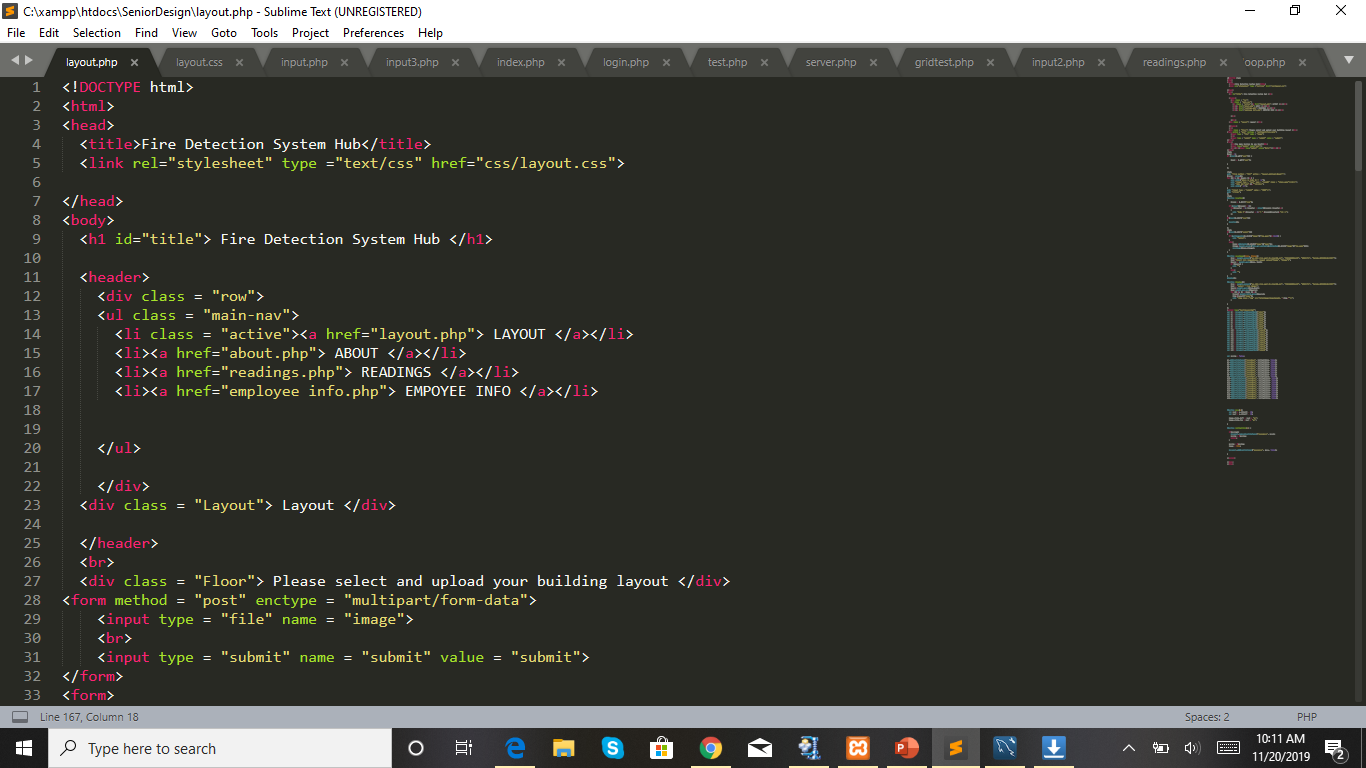 C:\xampp\htdocs\SeniorDesign\layout.php - Sublime Text (UNREGISTERED)
File Edit Selection Find View Goto Tools Project Preferences Help
layout.php × layout.css × input.php × input3.php × index.php × login.php × test.php × server.php × gridtest.php × input2.php × readings.php × oop.php ×
1 <!DOCTYPE html>
2 <html>
3 <head>
4 <title>Fire Detection System Hub</title>
5 <link rel="stylesheet" type ="text/css" href="css/layout.css">
6
7 </head>
8 <body>
9 <h1 id="title"> Fire Detection System Hub </h1>
10
11 <header>
12 <div class = "row">
13 <ul class = "main-nav">
14 <li class = "active"><a href="layout.php"> LAYOUT </a></li>
15 <li><a href="about.php"> ABOUT </a></li>
16 <li><a href="readings.php"> READINGS </a></li>
17 <li><a href="employee info.php"> EMPOYEE INFO </a></li>
18
19
20 </ul>
21
22 </div>
23 <div class = "Layout"> Layout </div>
24
25 </header>
26 <br>
27 <div class = "Floor"> Please select and upload your building layout </div>
28 <form method = "post" enctype = "multipart/form-data">
29 <input type = "file" name = "image">
30 <br>
31 <input type = "submit" name = "submit" value = "submit">
32 </form>
33 <form>
Line 167, Column 18 Spaces: 2 PHP
Type here to search
10:11 AM
11/20/2019
2